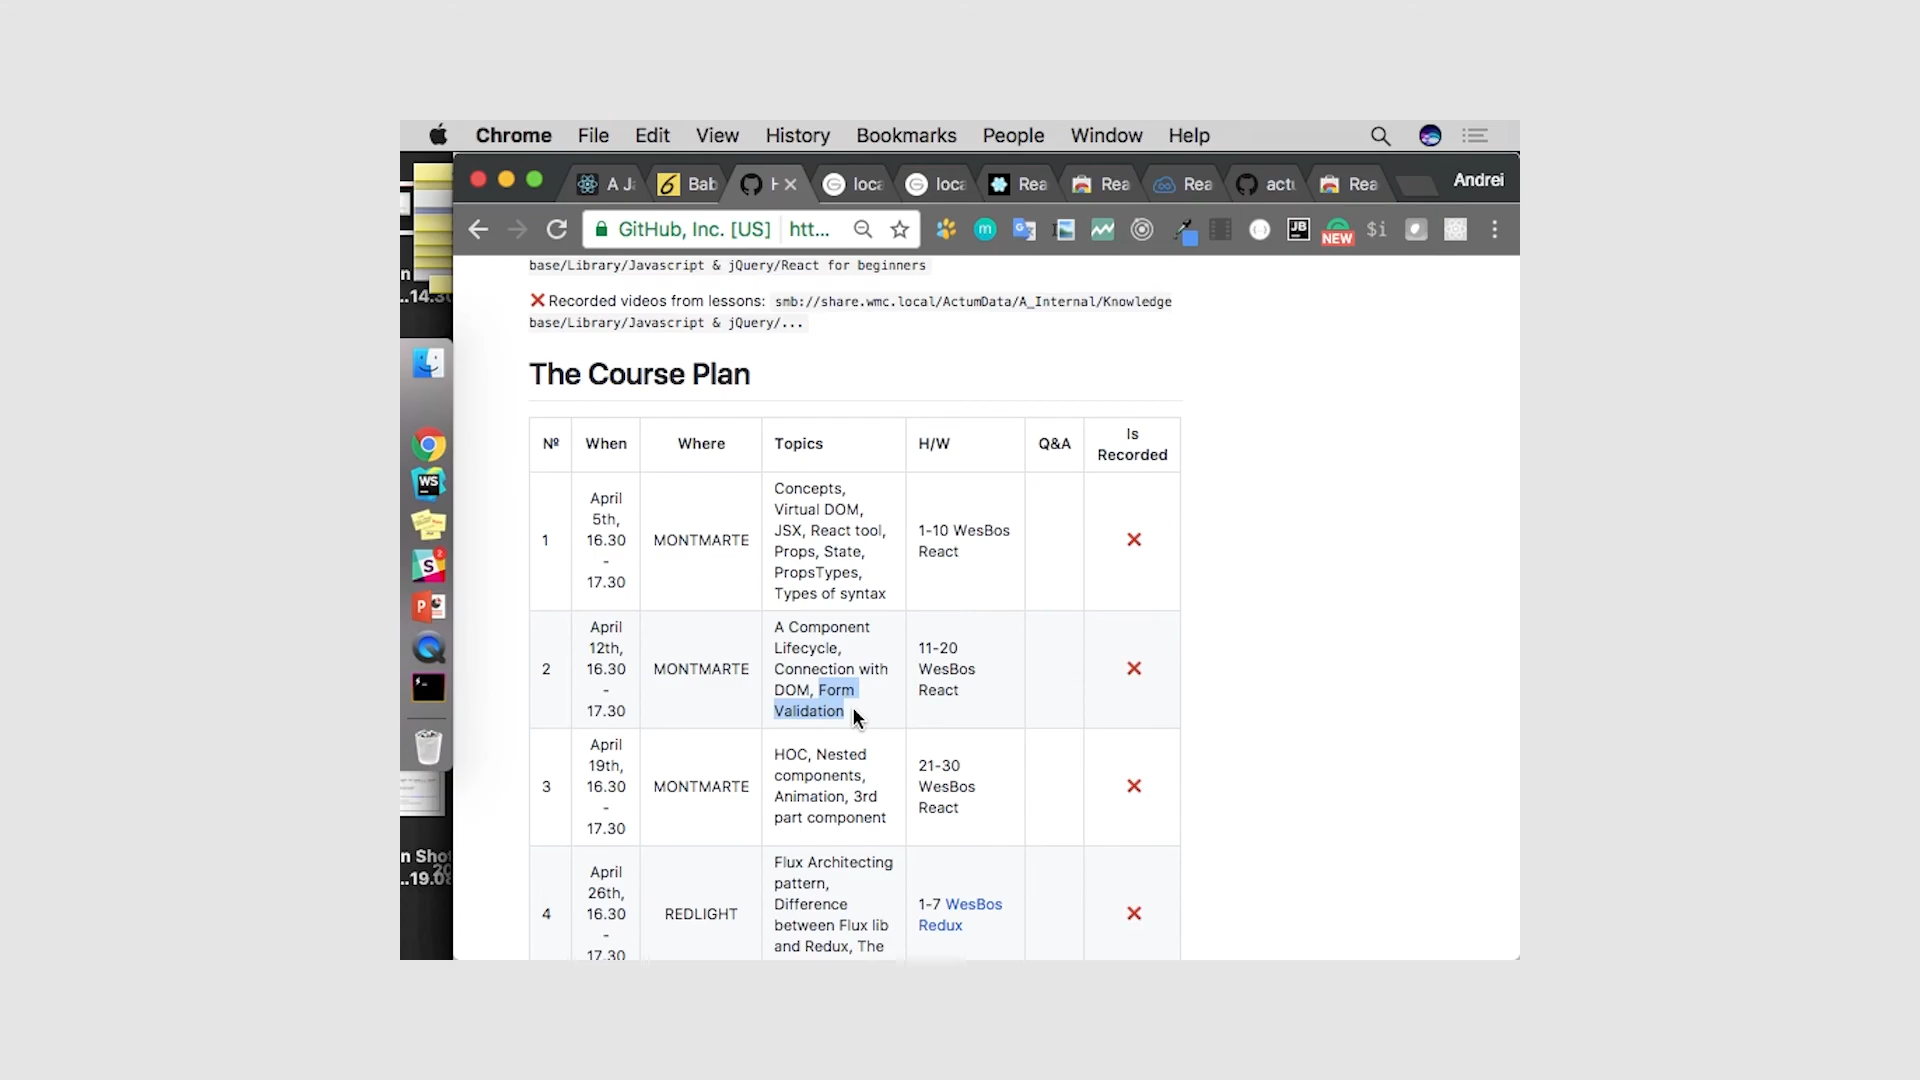 Chrome File Edit View History Bookmarks People Window Help
A Ja Bab H loca loca Rea Rea Rea actu Rea Andrei
GitHub, Inc. [US] htt... m JB NEW $i
base/Library/Javascript & jQuery/React for beginners
❌ Recorded videos from lessons: smb://share.wmc.local/ActumData/A_Internal/Knowledge
base/Library/Javascript & jQuery/...
The Course Plan
Nº When Where Topics H/W Q&A Is Recorded
1
April
5th,
16.30
-
17.30
MONTMARTE
Concepts,
Virtual DOM,
JSX, React tool,
Props, State,
PropsTypes,
Types of syntax
1-10 WesBos
React
❌
2
April
12th,
16.30
-
17.30
MONTMARTE
A Component
Lifecycle,
Connection with
DOM, Form
Validation
11-20
WesBos
React
❌
3
April
19th,
16.30
-
17.30
MONTMARTE
HOC, Nested
components,
Animation, 3rd
part component
21-30
WesBos
React
❌
4
April
26th,
16.30
-
17.30
REDLIGHT
Flux Architecting
pattern,
Difference
between Flux lib
and Redux, The
1-7 WesBos
Redux
❌
WS
S 2
P
n Sho
..19.0